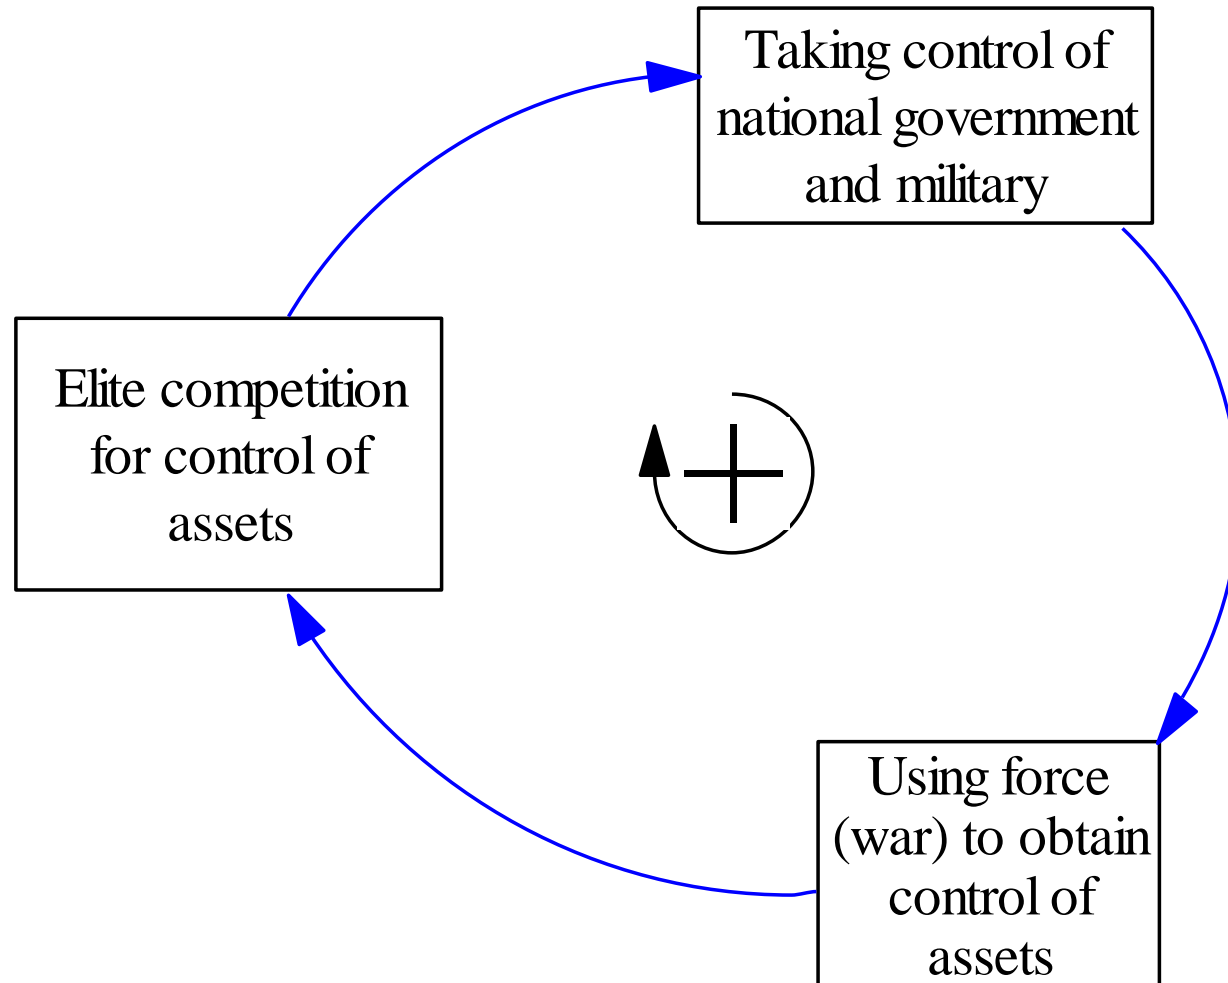 Taking control of
national government
and military
Elite competition
for control of
assets
Using force
(war) to obtain
control of
assets